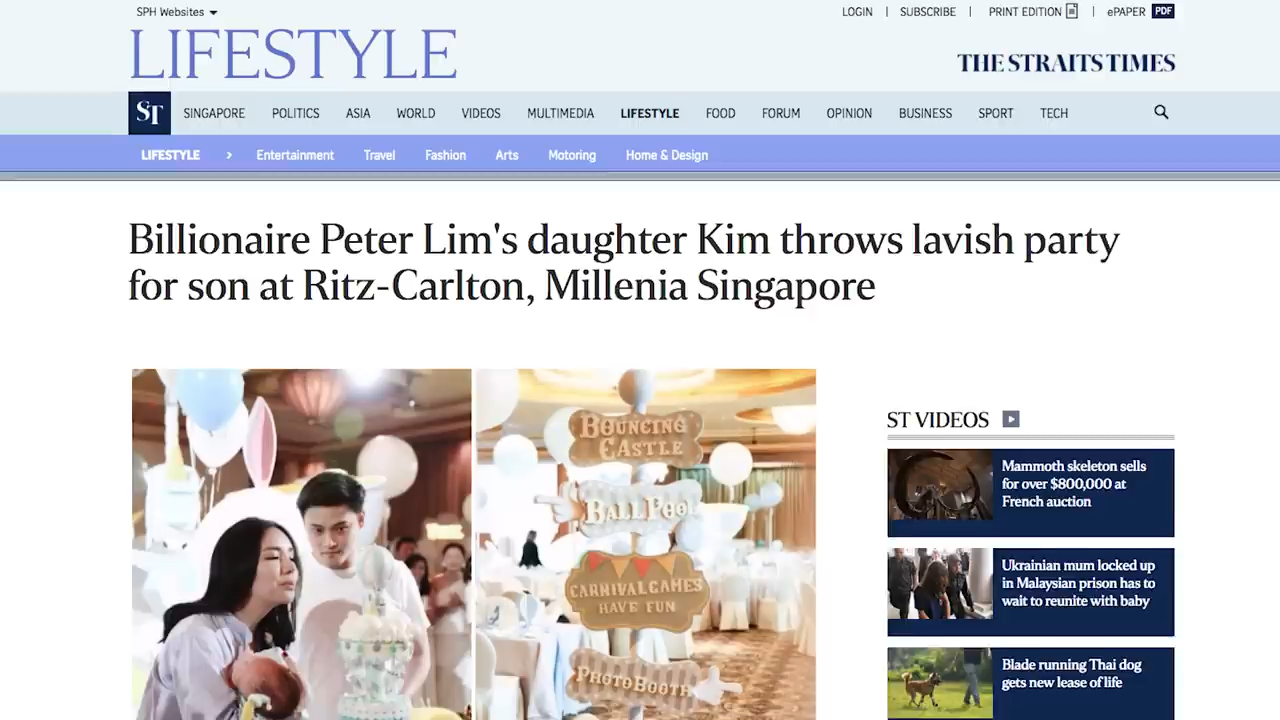 SPH Websites
LOGIN | SUBSCRIBE | PRINT EDITION | ePAPER PDF
LIFESTYLE
THE STRAITS TIMES
ST SINGAPORE POLITICS ASIA WORLD VIDEOS MULTIMEDIA LIFESTYLE FOOD FORUM OPINION BUSINESS SPORT TECH
LIFESTYLE > Entertainment Travel Fashion Arts Motoring Home & Design
Billionaire Peter Lim's daughter Kim throws lavish party
for son at Ritz-Carlton, Millenia Singapore
BOUNCING
CASTLE
BALL POOL
CARNIVAL GAMES
HAVE FUN
PHOTOBOOTH
ST VIDEOS
Mammoth skeleton sells
for over $800,000 at
French auction
Ukrainian mum locked up
in Malaysian prison has to
wait to reunite with baby
Blade running Thai dog
gets new lease of life